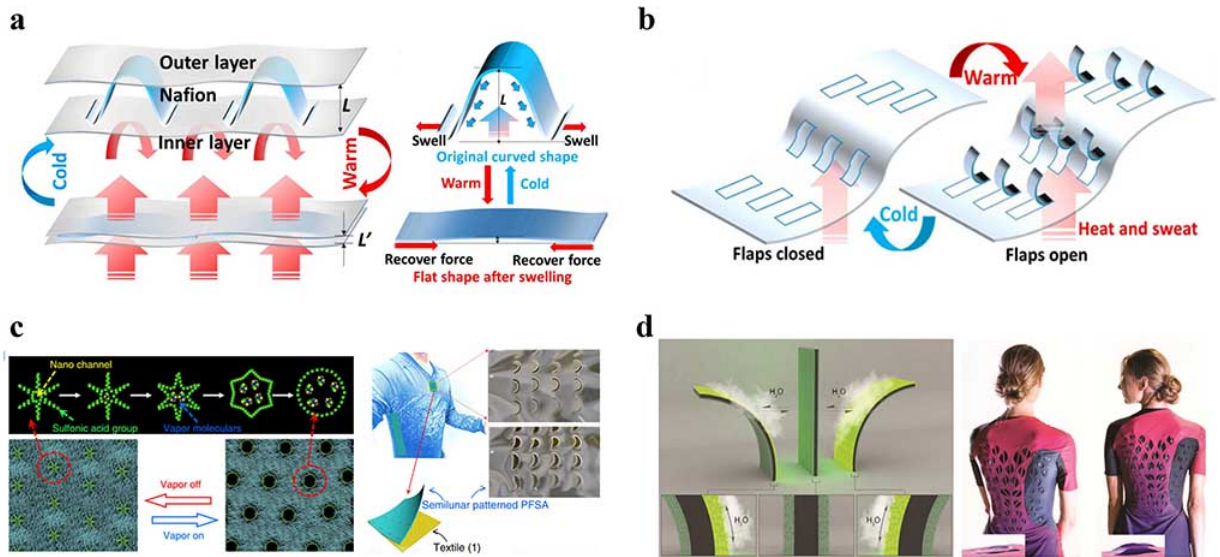 a
Outer layer
Nafion
L
Inner layer
Cold
Warm
L'
L
Swell
Swell
Original curved shape
Warm
Cold
Recover force
Recover force
Flat shape after swelling
b
Warm
Cold
Heat and sweat
Flaps closed
Flaps open
c
Nano channel
Sulfonic acid group
Vapor moleculars
Vapor off
Vapor on
Semilunar patterned PFSA
Textile (1)
d
H₂O
H₂O
H₂O
H₂O